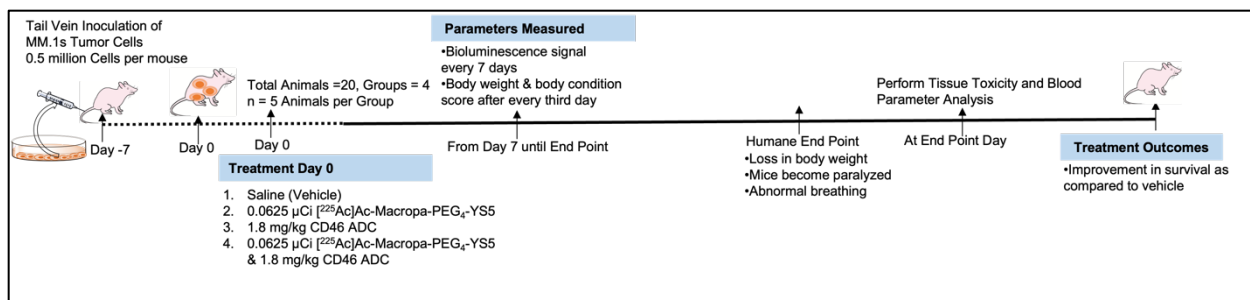 Tail Vein Inoculation of
MM.1s Tumor Cells
0.5 million Cells per mouse
Day -7
Day 0
Total Animals =20, Groups = 4
n = 5 Animals per Group
Day 0
Treatment Day 0
1. Saline (Vehicle)
2. 0.0625 µCi [²²⁵Ac]Ac-Macropa-PEG₄-YS5
3. 1.8 mg/kg CD46 ADC
4. 0.0625 µCi [²²⁵Ac]Ac-Macropa-PEG₄-YS5
& 1.8 mg/kg CD46 ADC
Parameters Measured
•Bioluminescence signal
every 7 days
•Body weight & body condition
score after every third day
From Day 7 until End Point
Humane End Point
•Loss in body weight
•Mice become paralyzed
•Abnormal breathing
Perform Tissue Toxicity and Blood
Parameter Analysis
At End Point Day
Treatment Outcomes
•Improvement in survival as
compared to vehicle